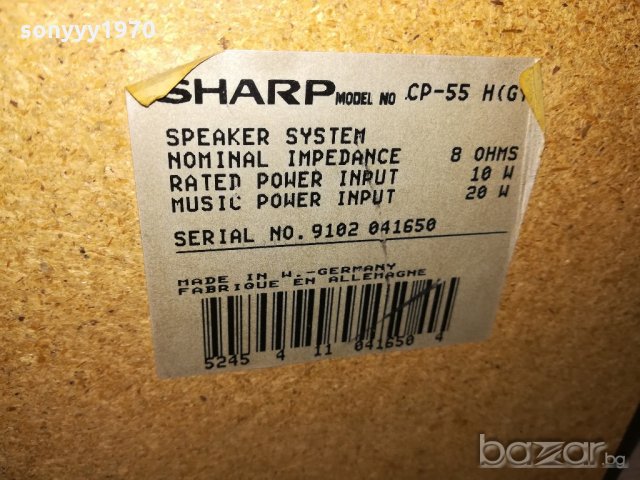 sonyyy1970
SHARP MODEL NO .CP-55 H(G)
SPEAKER SYSTEM
NOMINAL IMPEDANCE 8 OHMS
RATED POWER INPUT 10 W
MUSIC POWER INPUT 20 W
SERIAL NO. 9102 041650
MADE IN W.-GERMANY
FABRIQUE EN ALLEMAGNE
5245 4 11 041650 4
bazar.bg